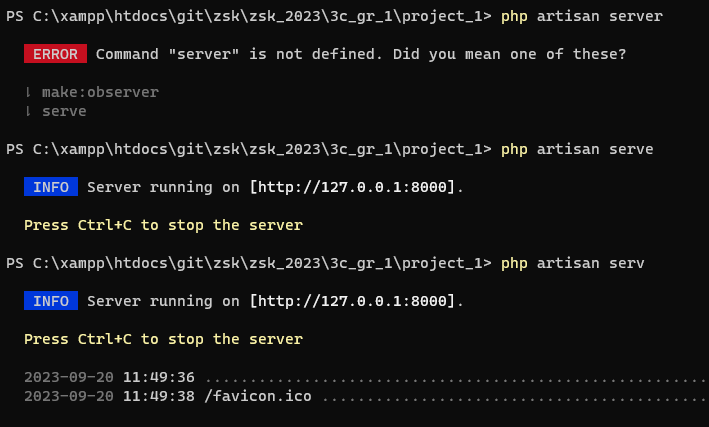 PS C:\xampp\htdocs\git\zsk\zsk_2023\3c_gr_1\project_1> php artisan server
ERROR Command "server" is not defined. Did you mean one of these?
⇂ make:observer
⇂ serve
PS C:\xampp\htdocs\git\zsk\zsk_2023\3c_gr_1\project_1> php artisan serve
INFO Server running on [http://127.0.0.1:8000].
Press Ctrl+C to stop the server
PS C:\xampp\htdocs\git\zsk\zsk_2023\3c_gr_1\project_1> php artisan serv
INFO Server running on [http://127.0.0.1:8000].
Press Ctrl+C to stop the server
2023-09-20 11:49:36 ........................................................
2023-09-20 11:49:38 /favicon.ico ...........................................